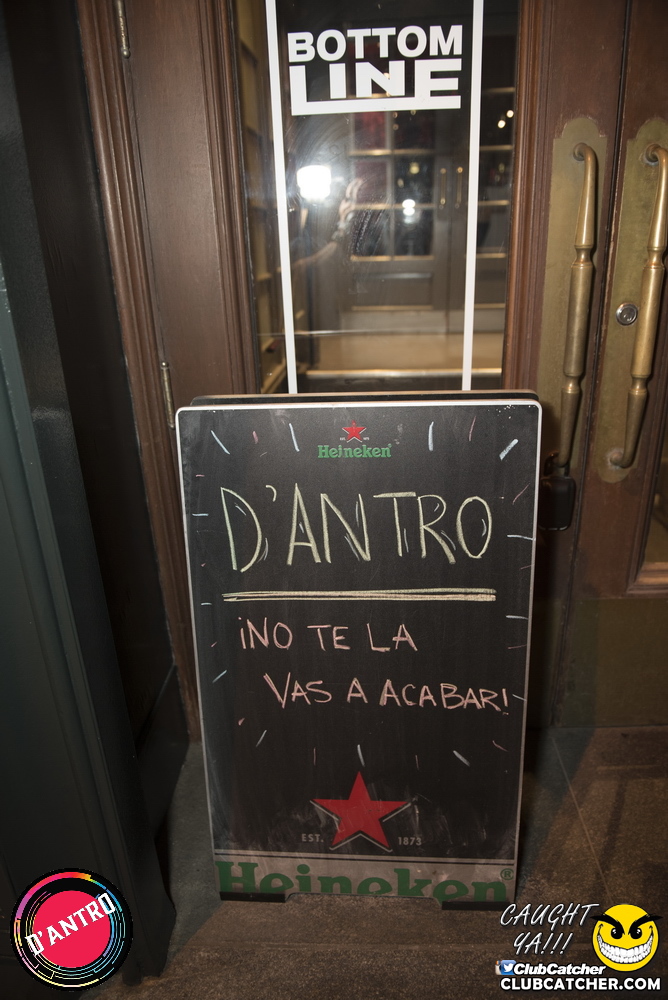 BOTTOM
LINE
Heineken
D'ANTRO
¡NO TE LA
VAS A ACABAR!
EST. 1873
Heineken®
D'ANTRO
CAUGHT
YA!!!
ClubCatcher
CLUBCATCHER.COM